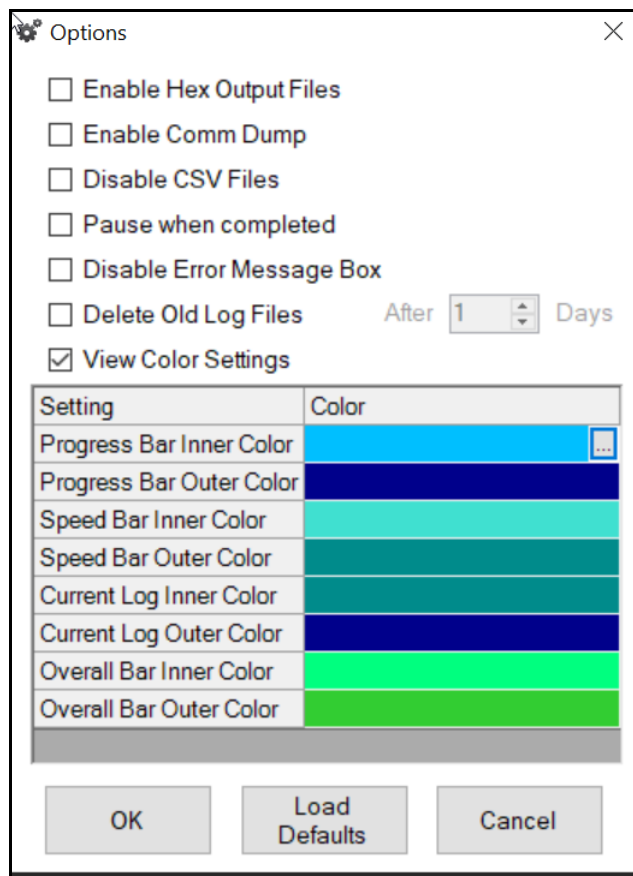 Options
Enable Hex Output Files
Enable Comm Dump
Disable CSV Files
Pause when completed
Disable Error Message Box
Delete Old Log Files After 1 Days
View Color Settings
Setting Color
Progress Bar Inner Color ...
Progress Bar Outer Color
Speed Bar Inner Color
Speed Bar Outer Color
Current Log Inner Color
Current Log Outer Color
Overall Bar Inner Color
Overall Bar Outer Color
OK
Load
Defaults
Cancel